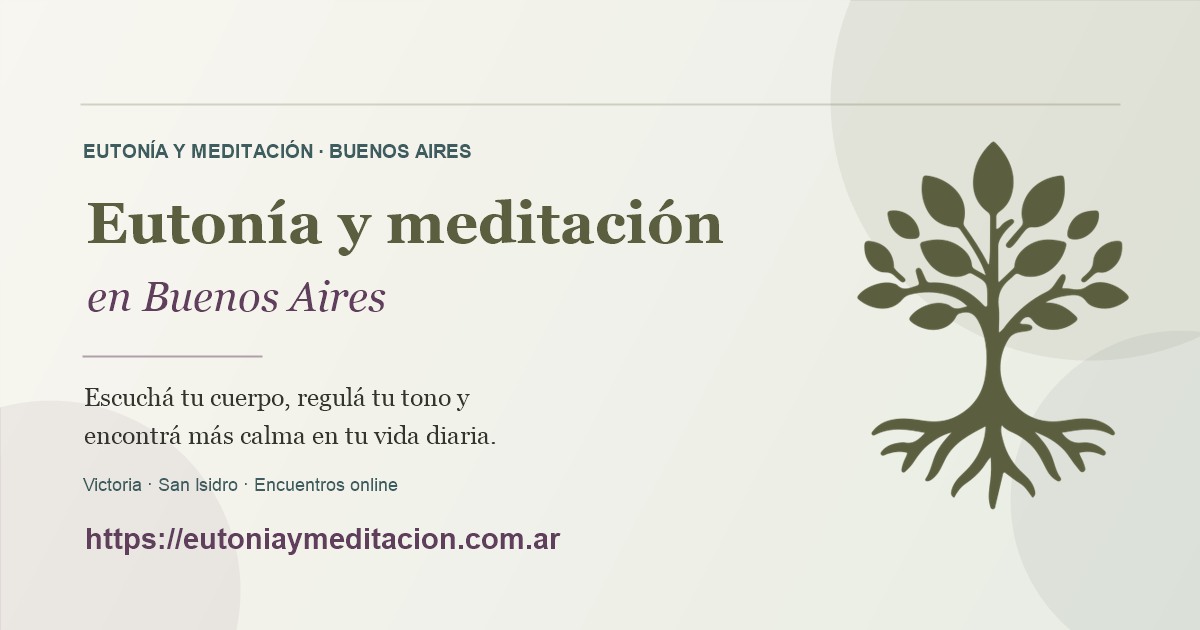 EUTONÍA Y MEDITACIÓN · BUENOS AIRES
Eutonía y meditación
en Buenos Aires
Escuchá tu cuerpo, regulá tu tono y
encontrá más calma en tu vida diaria.
Victoria · San Isidro · Encuentros online
https://eutoniaymeditacion.com.ar